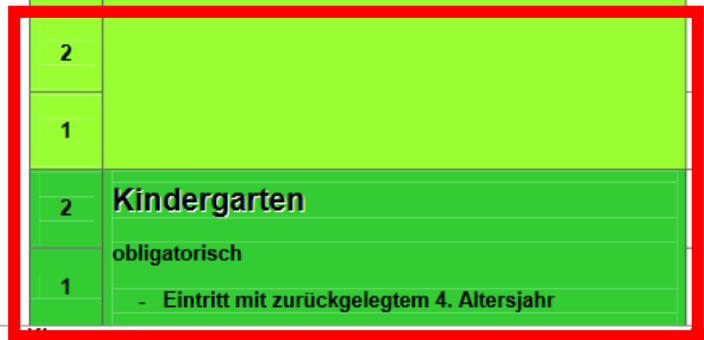 2
1
2
Kindergarten
obligatorisch
1
- Eintritt mit zurückgelegtem 4. Altersjahr